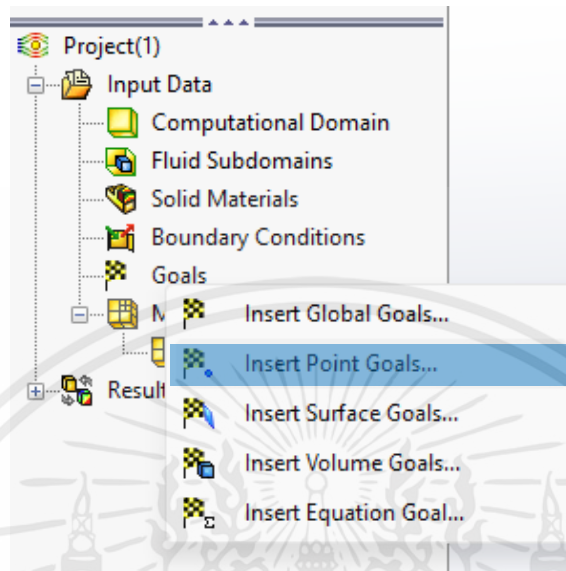 Project(1)
Input Data
Computational Domain
Fluid Subdomains
Solid Materials
Boundary Conditions
Goals
M
Insert Global Goals...
Insert Point Goals...
Result
Insert Surface Goals...
Insert Volume Goals...
Insert Equation Goal...